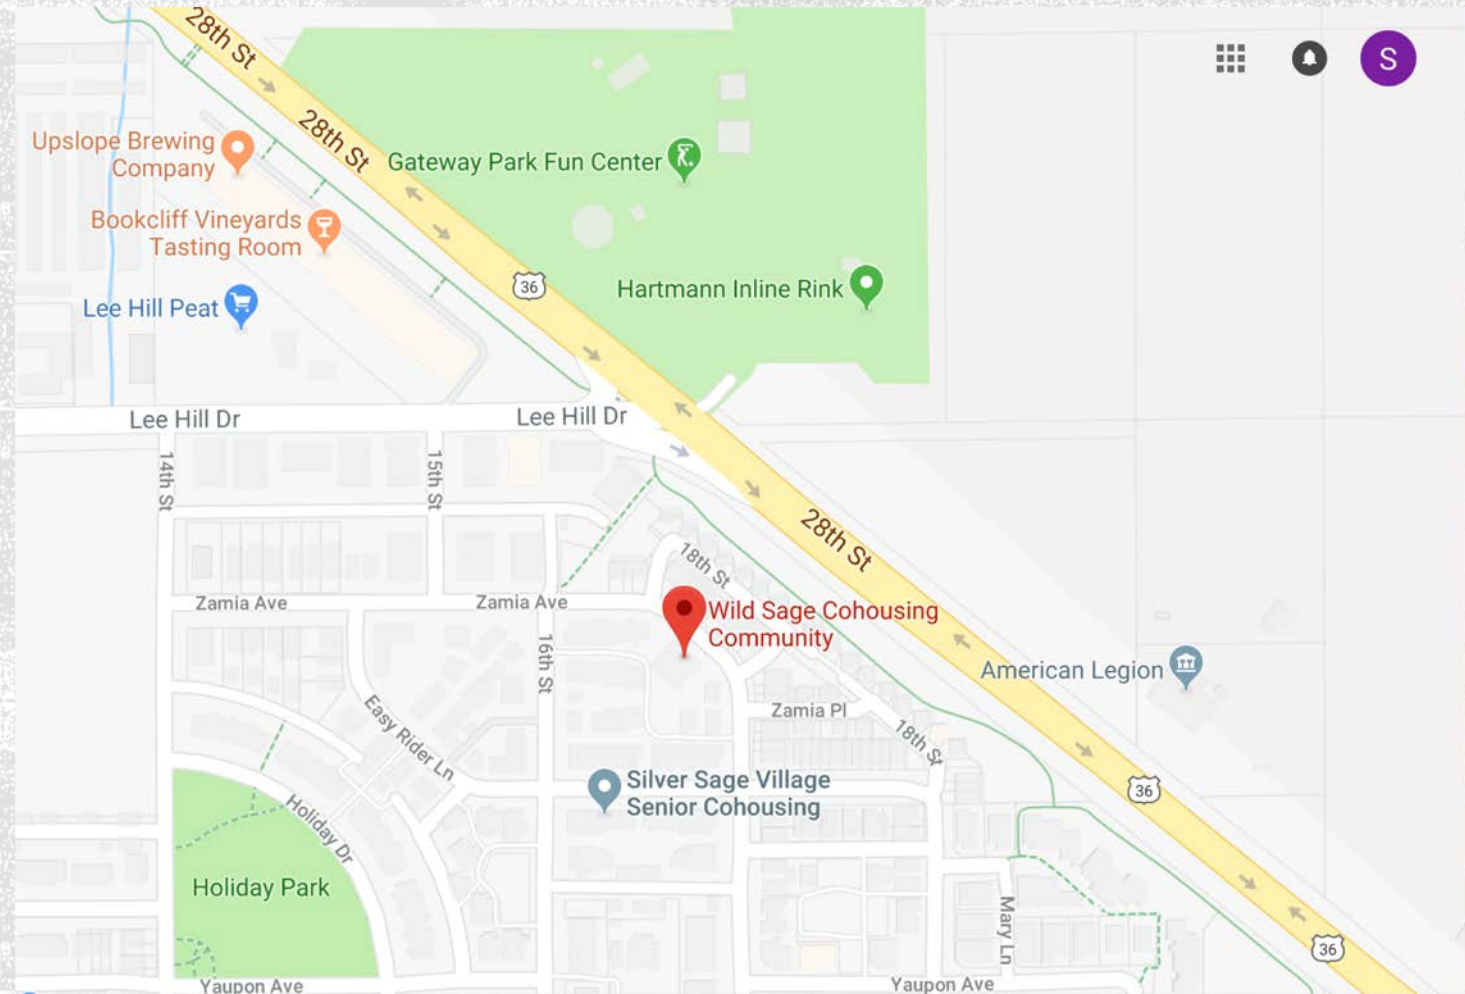 28th St
S
28th St
Upslope Brewing
Company
Gateway Park Fun Center
Bookcliff Vineyards
Tasting Room
36
Hartmann Inline Rink
Lee Hill Peat
Lee Hill Dr
Lee Hill Dr
14th St
15th St
28th St
18th St
Zamia Ave
Zamia Ave
Wild Sage Cohousing
Community
16th St
American Legion
Zamia Pl
Easy Rider Ln
18th St
Silver Sage Village
Senior Cohousing
36
Holiday Dr
Holiday Park
Mary Ln
36
Yaupon Ave
Yaupon Ave